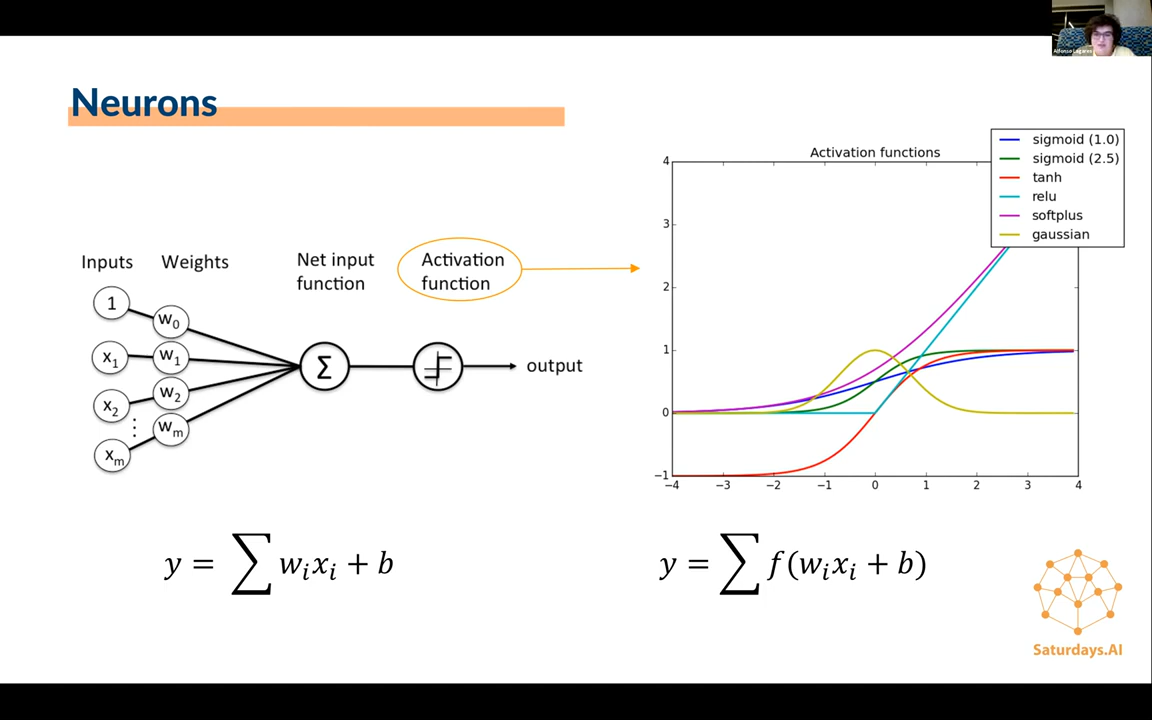 Alfonso Lagares
Neurons
Inputs Weights
Net input
function
Activation
function
1
x1
x2
⋮
xm
w0
w1
w2
wm
Σ
output
y = ∑ wixi + b
Activation functions
sigmoid (1.0)
sigmoid (2.5)
tanh
relu
softplus
gaussian
4
3
2
1
0
−1
−4 −3 −2 −1 0 1 2 3 4
y = ∑ f(wixi + b)
Saturdays.AI